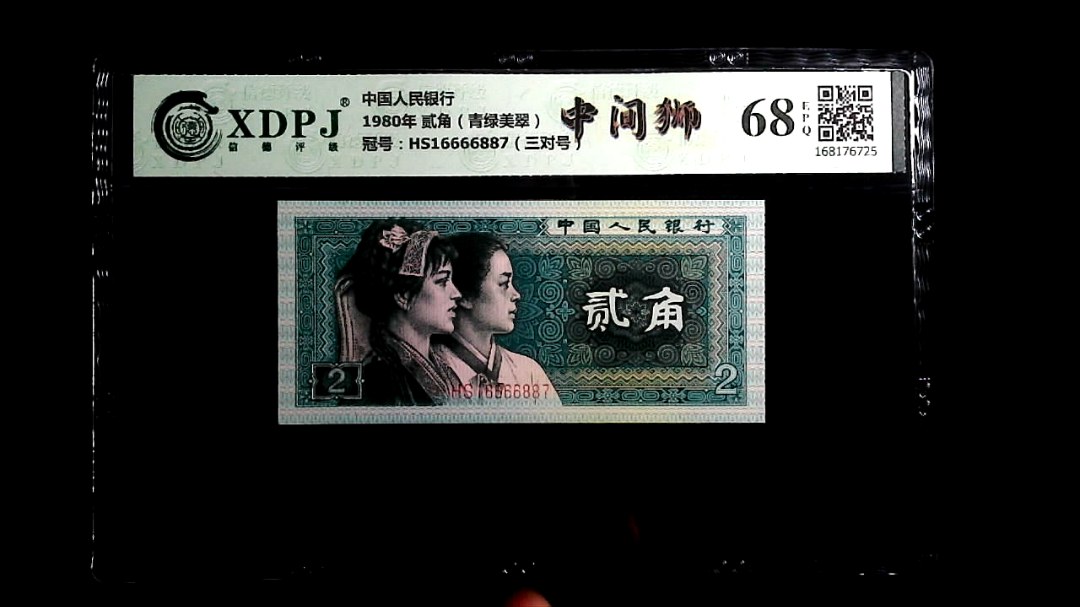 XDPJ®
信德评级
中国人民银行
1980年 贰角（青绿美翠）
冠号：HS16666887（三对号）
中间狮
68
EPQ
168176725
中国人民银行
贰角
2
HS16666887
2